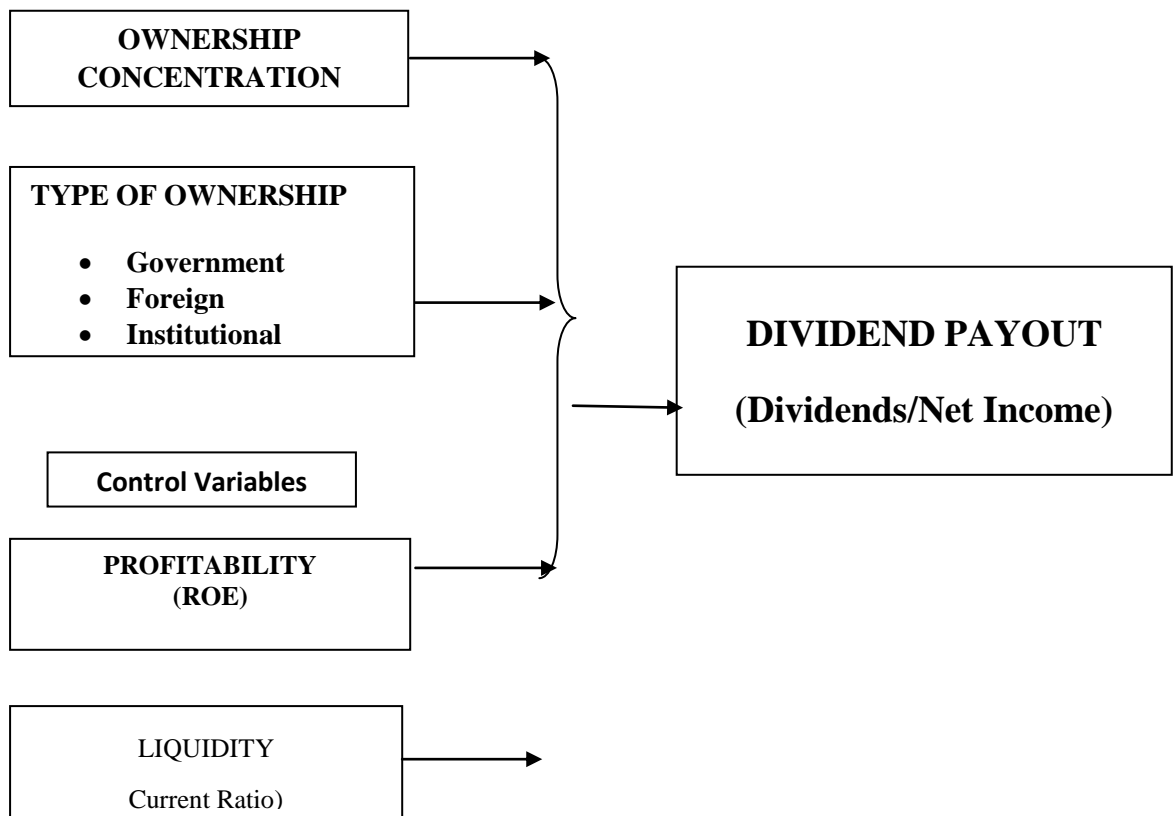 OWNERSHIP
CONCENTRATION
TYPE OF OWNERSHIP
• Government
• Foreign
• Institutional
DIVIDEND PAYOUT
(Dividends/Net Income)
Control Variables
PROFITABILITY
(ROE)
LIQUIDITY
Current Ratio)